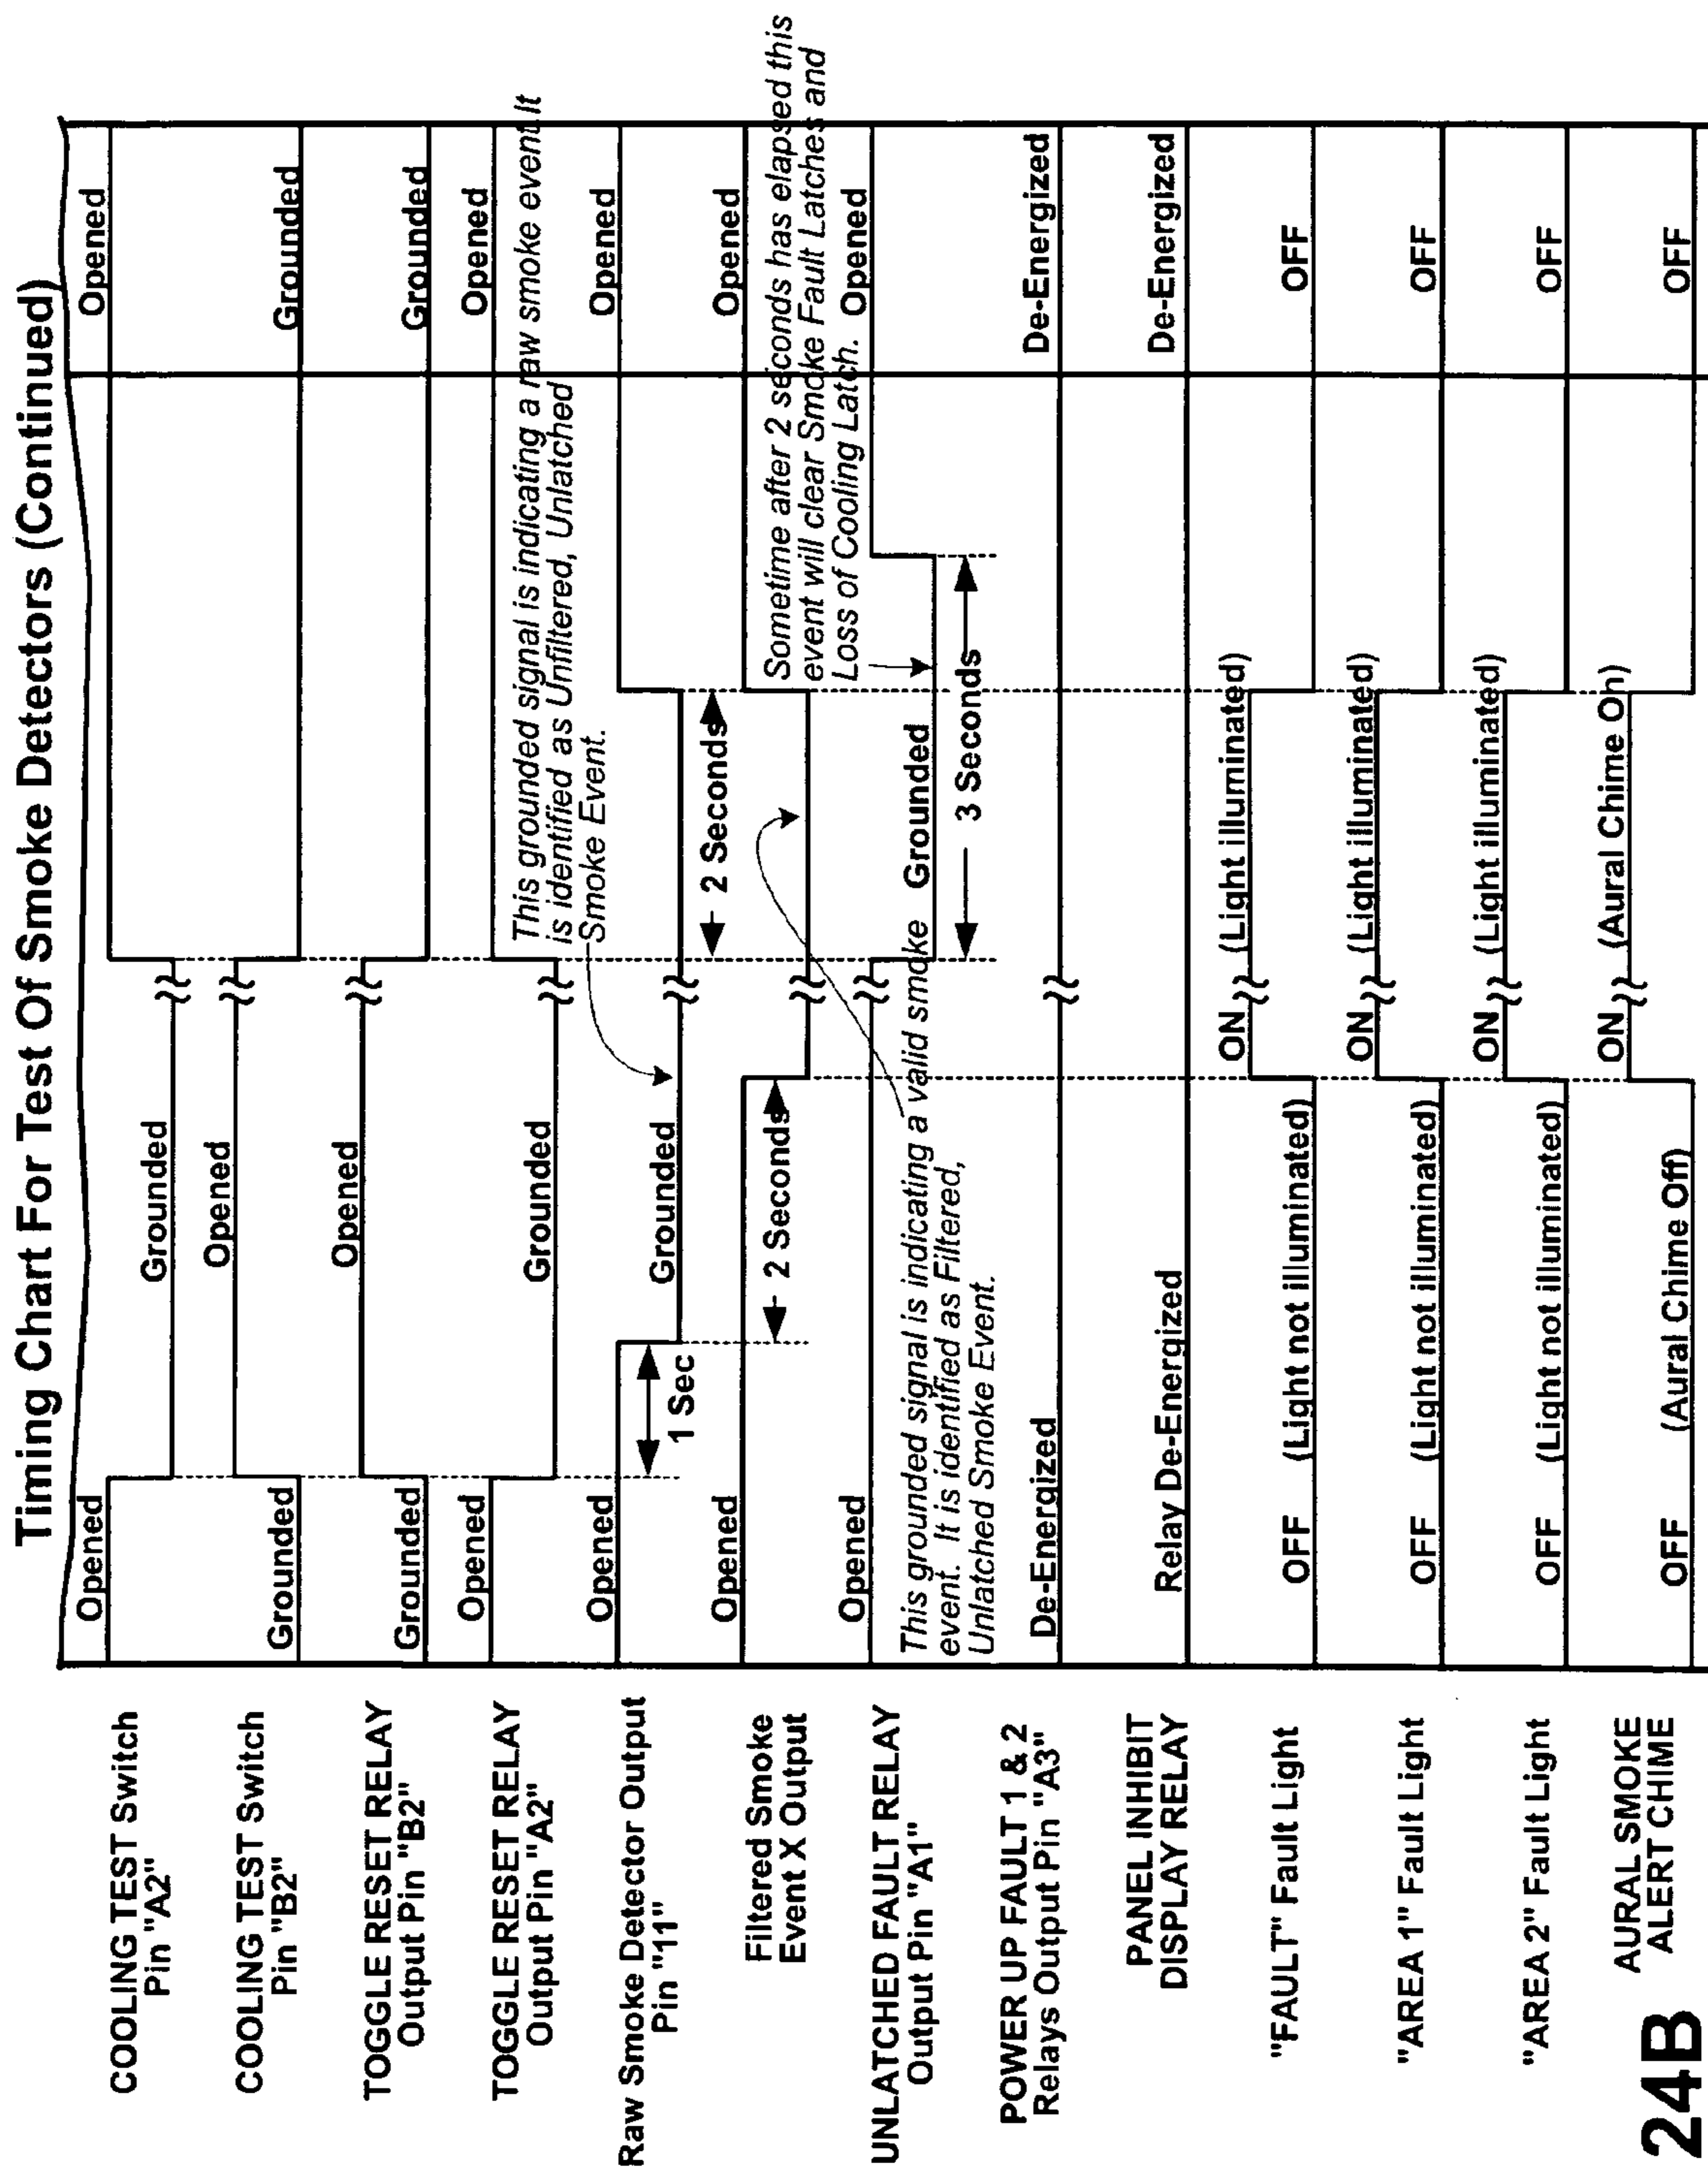 Timing Chart For Test Of Smoke Detectors (Continued)
COOLING TEST Switch
Pin "A2"
Opened
Grounded
Opened
COOLING TEST Switch
Pin "B2"
Grounded
Opened
Grounded
TOGGLE RESET RELAY
Output Pin "B2"
Grounded
Opened
Grounded
TOGGLE RESET RELAY
Output Pin "A2"
Opened
Grounded
Opened
This grounded signal is indicating a raw smoke event. It
is identified as Unfiltered, Unlatched
Smoke Event.
Raw Smoke Detector Output
Pin "11"
Opened
1 Sec
Grounded
2 Seconds
Opened
Filtered Smoke
Event X Output
Opened
2 Seconds
Opened
Sometime after 2 seconds has elapsed this
event will clear Smoke Fault Latches and
Loss of Cooling Latch.
UNLATCHED FAULT RELAY
Output Pin "A1"
Opened
Grounded
3 Seconds
Opened
This grounded signal is indicating a valid smoke
event. It is identified as Filtered,
Unlatched Smoke Event.
POWER UP FAULT 1 & 2
Relays Output Pin "A3"
De-Energized
De-Energized
PANEL INHIBIT
DISPLAY RELAY
Relay De-Energized
De-Energized
"FAULT" Fault Light
OFF (Light not illuminated)
ON (Light illuminated)
OFF
"AREA 1" Fault Light
OFF (Light not illuminated)
ON (Light illuminated)
OFF
"AREA 2" Fault Light
OFF (Light not illuminated)
ON (Light illuminated)
OFF
AURAL SMOKE
ALERT CHIME
OFF (Aural Chime Off)
ON (Aural Chime On)
OFF
24B